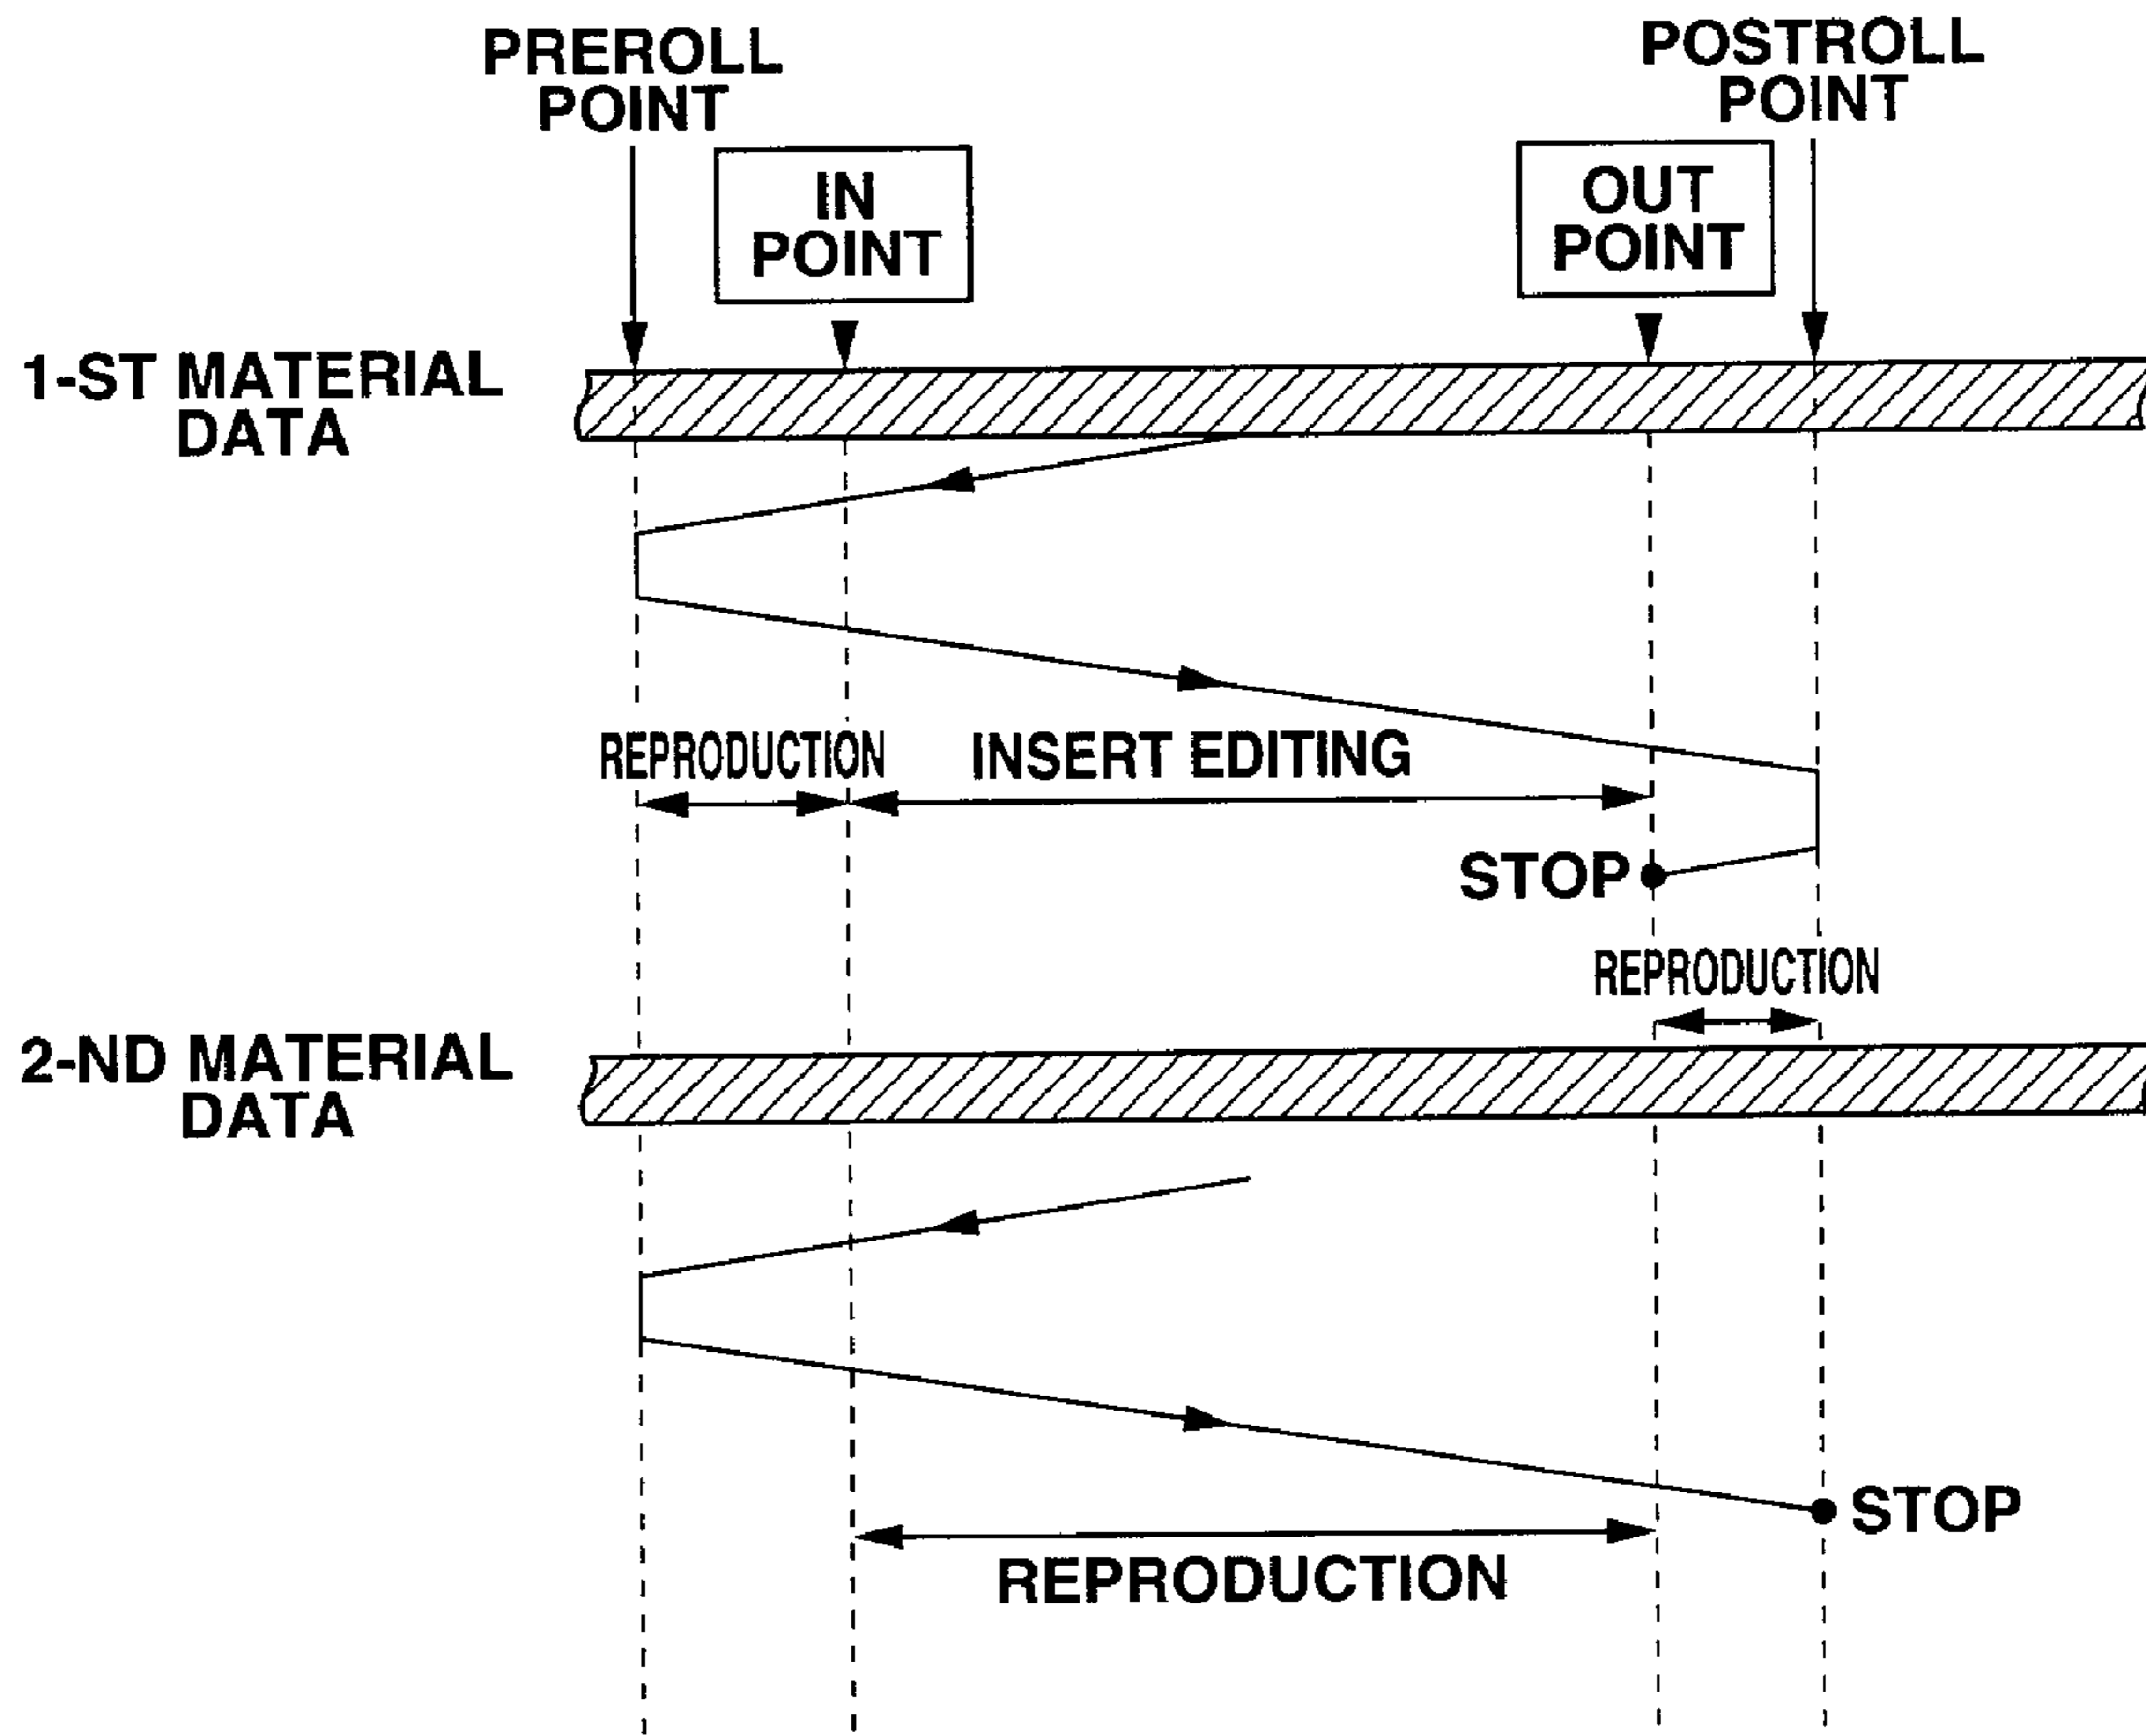 PREROLL
POINT
POSTROLL
POINT
IN
POINT
OUT
POINT
1-ST MATERIAL
DATA
REPRODUCTION
INSERT EDITING
STOP
REPRODUCTION
2-ND MATERIAL
DATA
STOP
REPRODUCTION